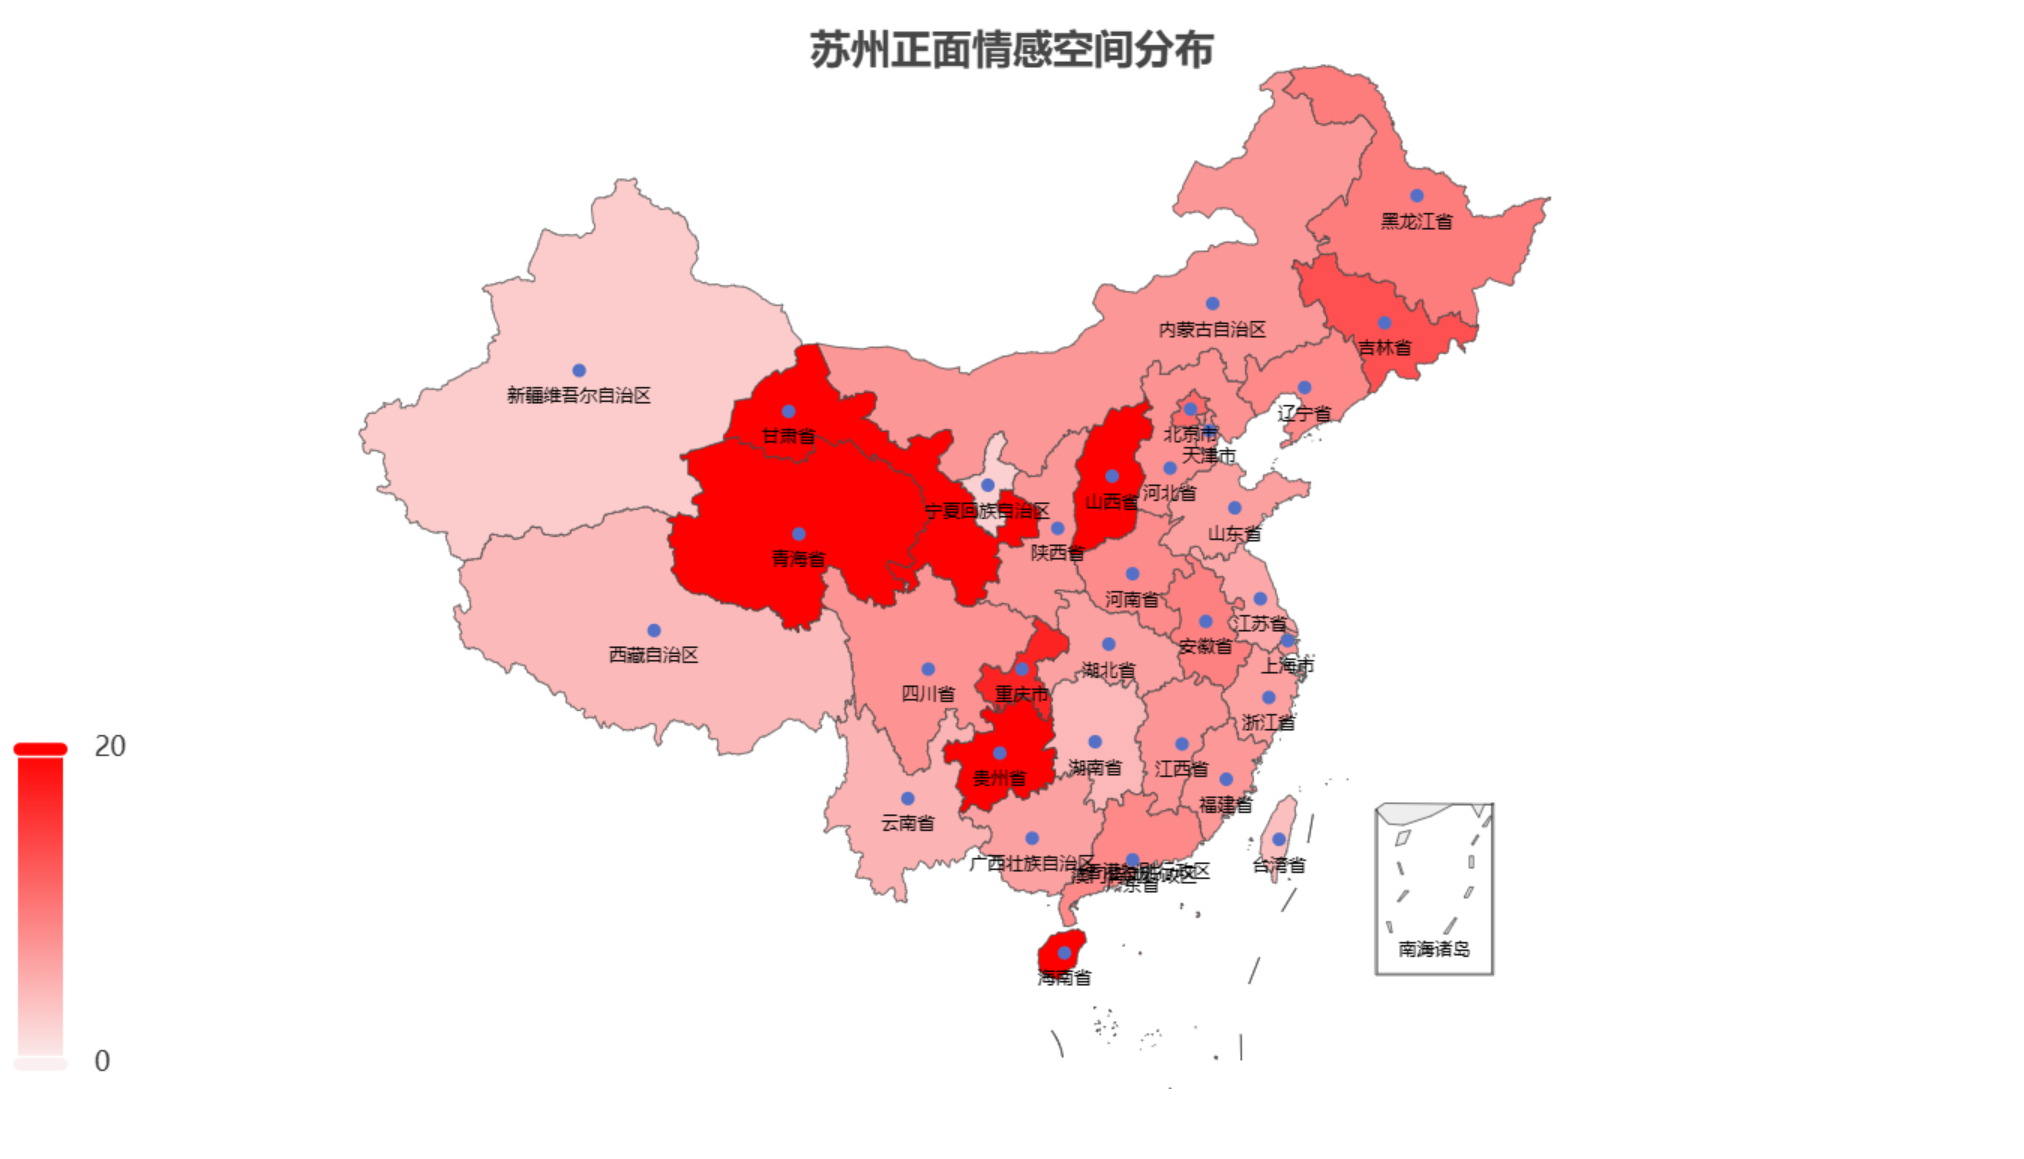 苏州正面情感空间分布
黑龙江省
内蒙古自治区
吉林省
新疆维吾尔自治区
辽宁省
甘肃省
北京市
天津市
河北省
山西省
宁夏回族自治区
山东省
陕西省
青海省
河南省
江苏省
安徽省
西藏自治区
上海市
湖北省
四川省
重庆市
浙江省
20
湖南省
江西省
贵州省
福建省
云南省
广西壮族自治区
台湾省
广东省
南海诸岛
海南省
0